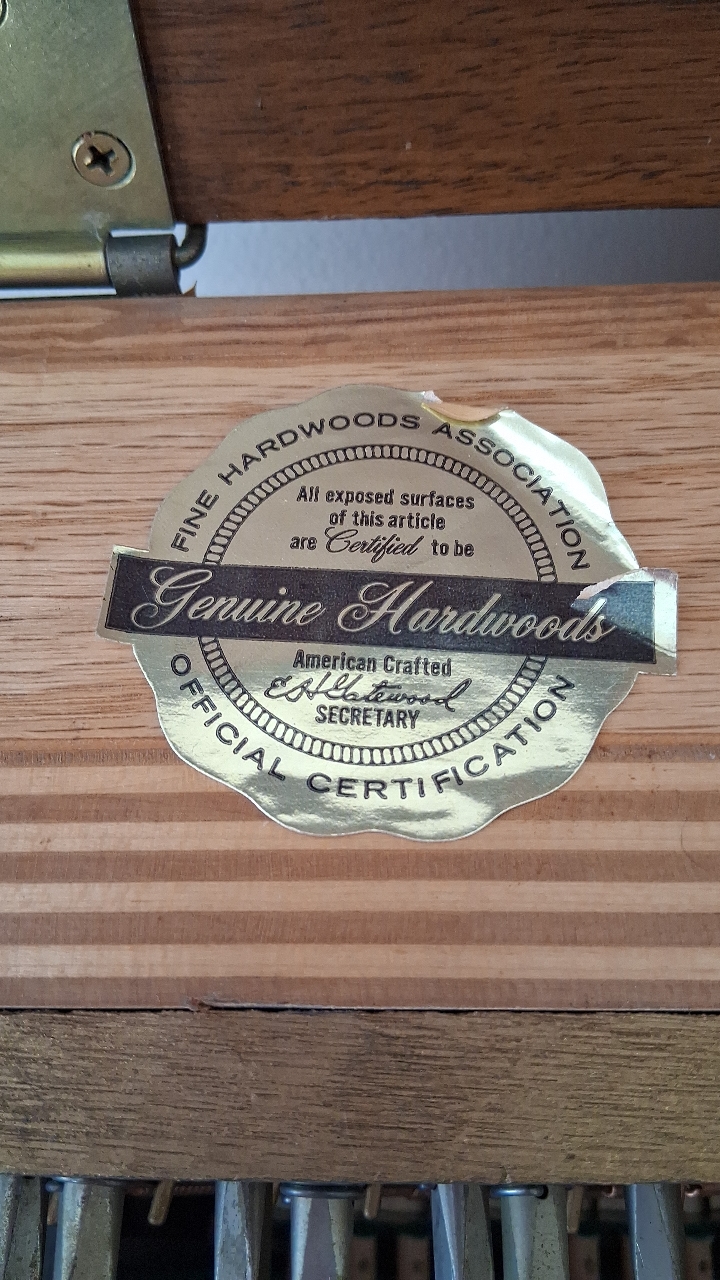 FINE HARDWOODS ASSOCIATION
All exposed surfaces
of this article
are Certified to be
Genuine Hardwoods
American Crafted
E H Gatewood
SECRETARY
OFFICIAL CERTIFICATION